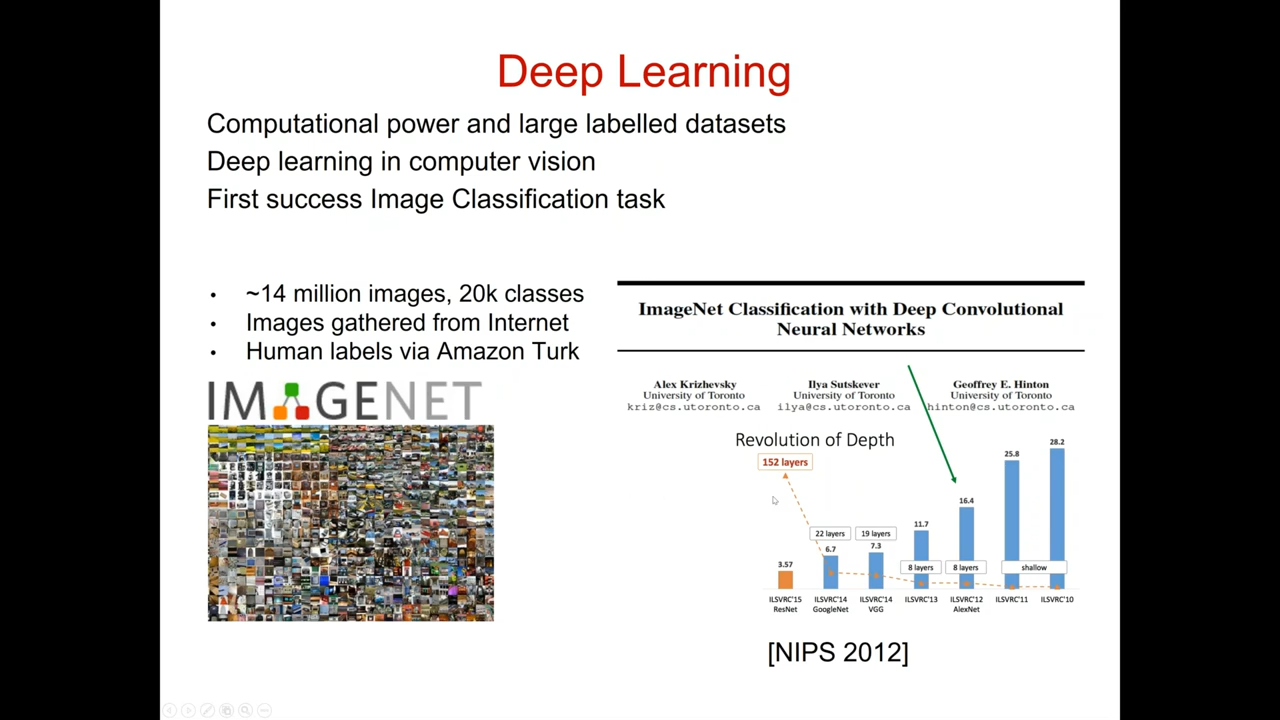 Deep Learning
Computational power and large labelled datasets
Deep learning in computer vision
First success Image Classification task
• ~14 million images, 20k classes
• Images gathered from Internet
• Human labels via Amazon Turk
IMAGENET
ImageNet Classification with Deep Convolutional
Neural Networks
Alex Krizhevsky
University of Toronto
kriz@cs.utoronto.ca
Ilya Sutskever
University of Toronto
ilya@cs.utoronto.ca
Geoffrey E. Hinton
University of Toronto
hinton@cs.utoronto.ca
Revolution of Depth
152 layers
22 layers
19 layers
8 layers
8 layers
shallow
3.57
6.7
7.3
11.7
16.4
25.8
28.2
ILSVRC'15
ResNet
ILSVRC'14
GoogleNet
ILSVRC'14
VGG
ILSVRC'13
ILSVRC'12
AlexNet
ILSVRC'11
ILSVRC'10
[NIPS 2012]